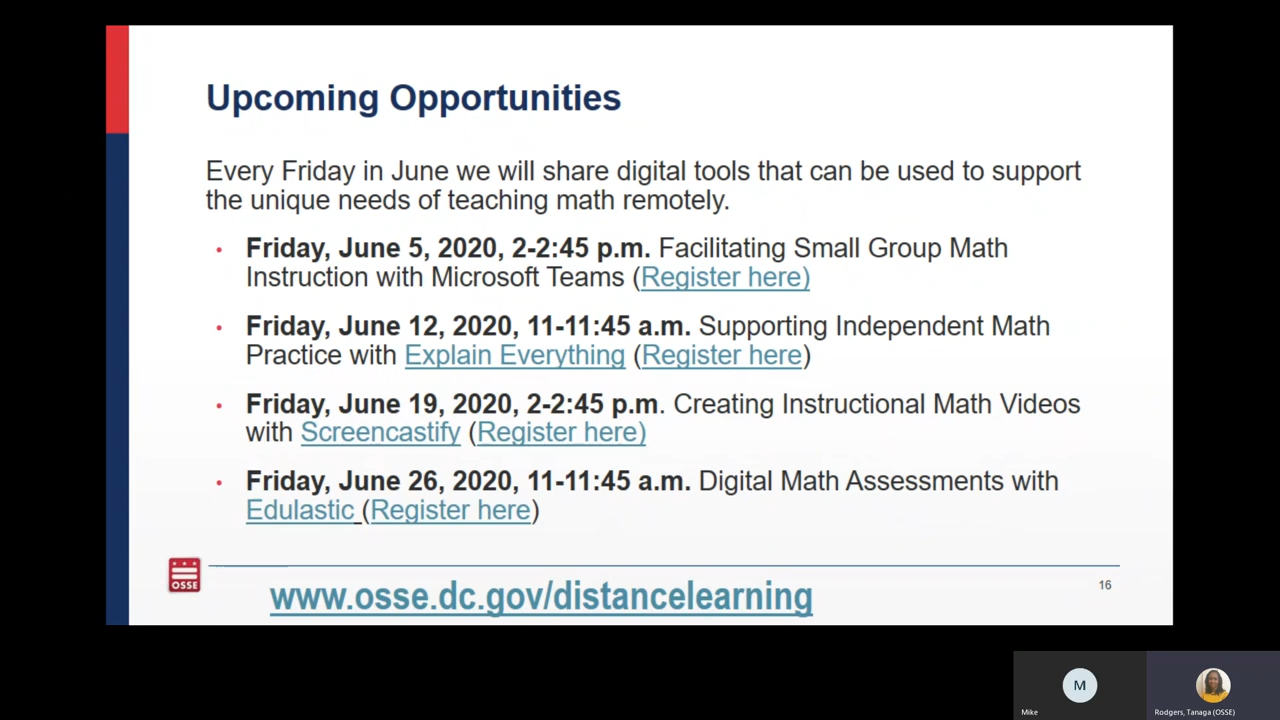 Upcoming Opportunities
Every Friday in June we will share digital tools that can be used to support
the unique needs of teaching math remotely.
• Friday, June 5, 2020, 2-2:45 p.m. Facilitating Small Group Math
Instruction with Microsoft Teams (Register here)
• Friday, June 12, 2020, 11-11:45 a.m. Supporting Independent Math
Practice with Explain Everything (Register here)
• Friday, June 19, 2020, 2-2:45 p.m. Creating Instructional Math Videos
with Screencastify (Register here)
• Friday, June 26, 2020, 11-11:45 a.m. Digital Math Assessments with
Edulastic (Register here)
OSSE
www.osse.dc.gov/distancelearning
16
M
Mike
Rodgers, Tanaga (OSSE)